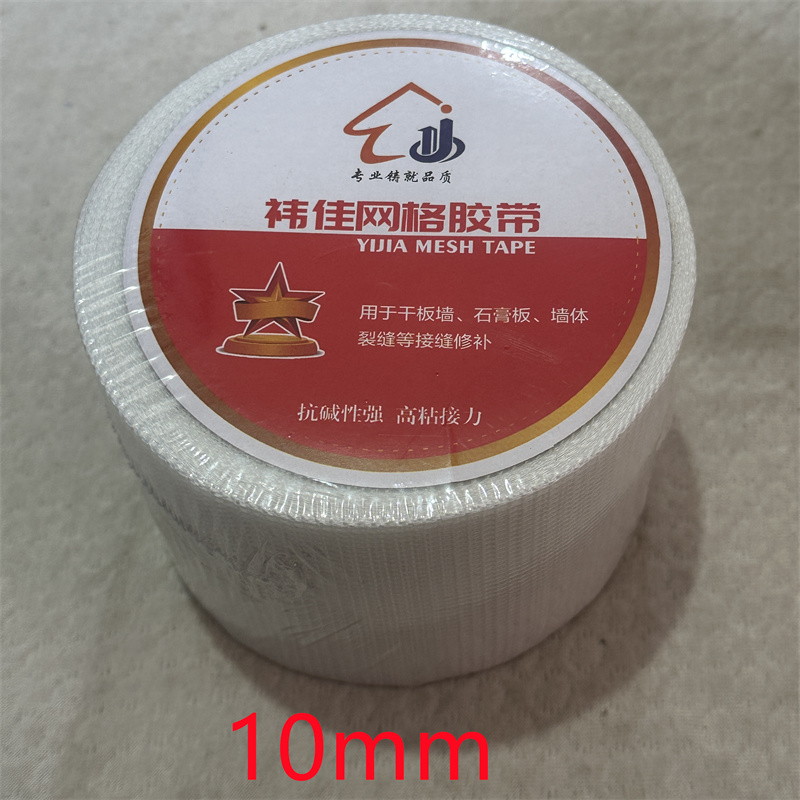 专业铸就品质
祎佳网格胶带
YIJIA MESH TAPE
用于干板墙、石膏板、墙体
裂缝等接缝修补
抗碱性强 高粘接力
10mm